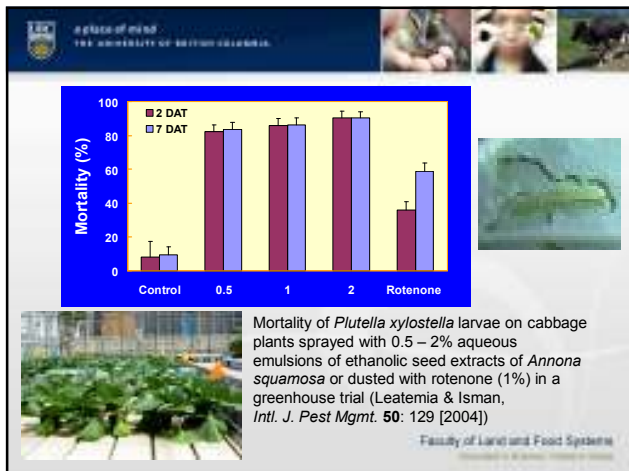 a place of mind
THE UNIVERSITY OF BRITISH COLUMBIA
Mortality (%)
100
80
60
40
20
0
2 DAT
7 DAT
Control 0.5 1 2 Rotenone
Mortality of Plutella xylostella larvae on cabbage
plants sprayed with 0.5 – 2% aqueous
emulsions of ethanolic seed extracts of Annona
squamosa or dusted with rotenone (1%) in a
greenhouse trial (Leatemia & Isman,
Intl. J. Pest Mgmt. 50: 129 [2004])
Faculty of Land and Food Systems